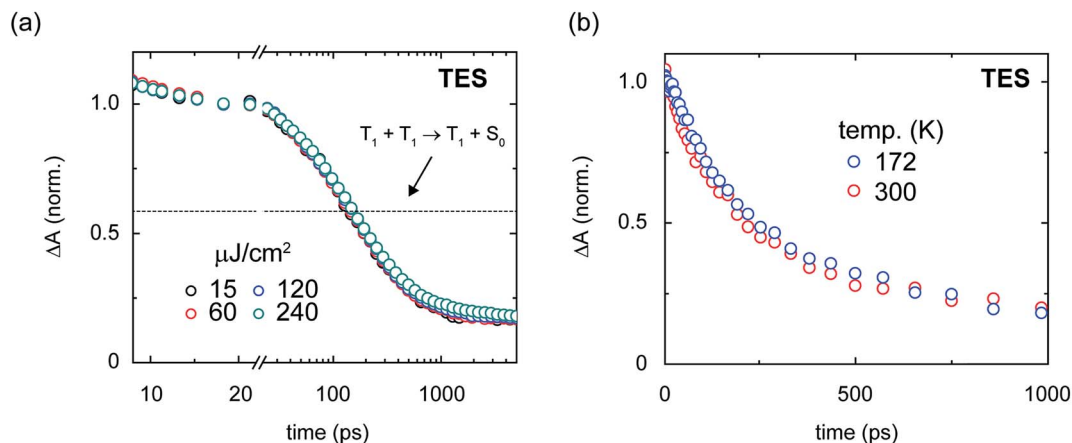 (a)
TES
T₁ + T₁ → T₁ + S₀
μJ/cm²
15 120
60 240
1.0
0.5
0
ΔA (norm.)
10 20 100 1000
time (ps)
(b)
TES
temp. (K)
172
300
1.0
0.5
0
ΔA (norm.)
0 500 1000
time (ps)